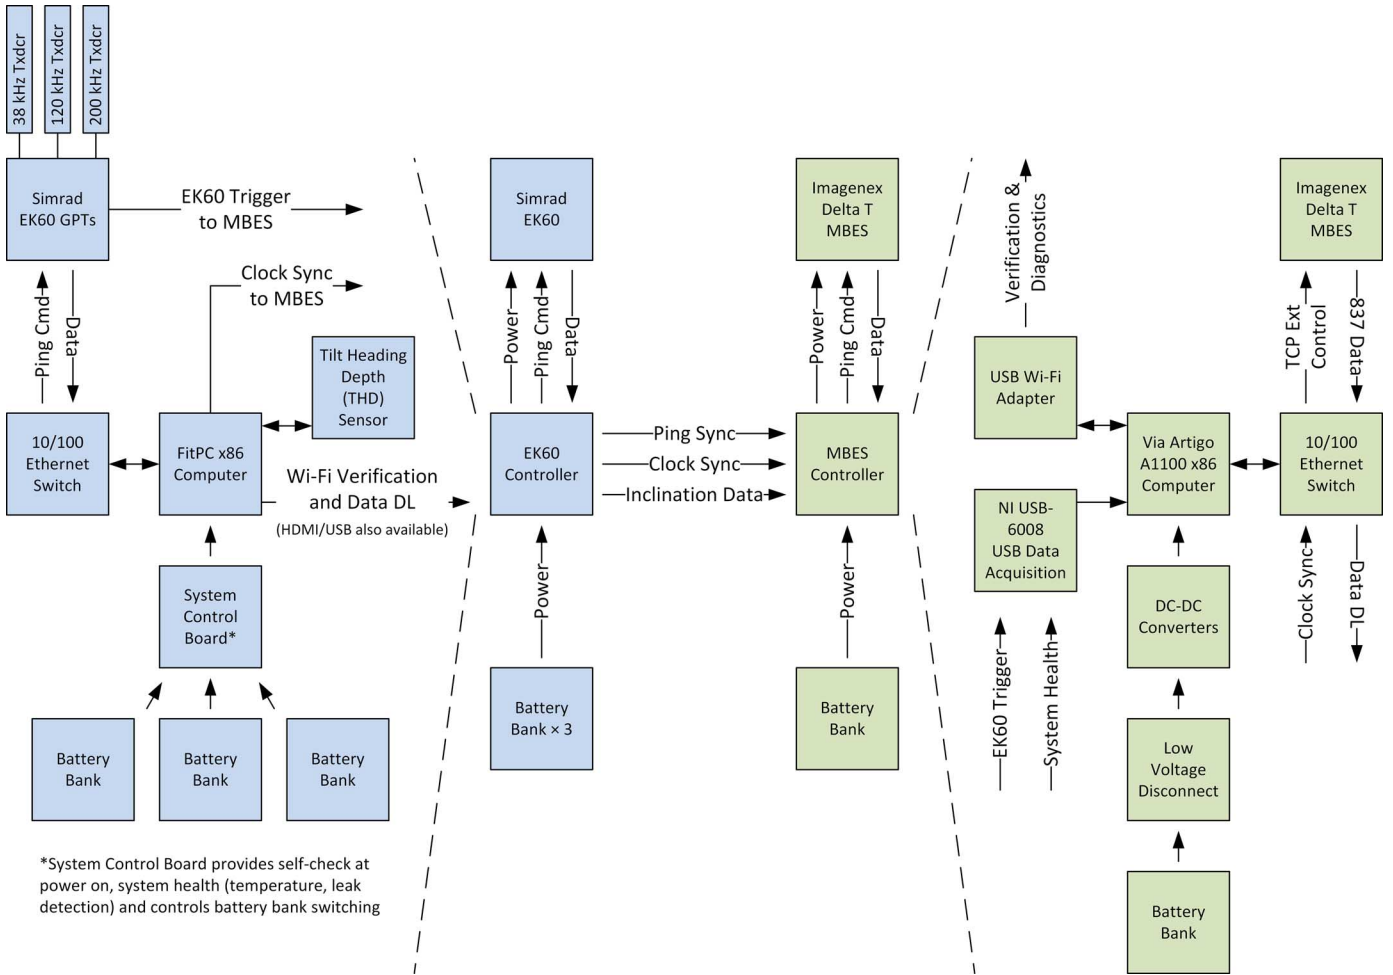 38 kHz Txdcr
120 kHz Txdcr
200 kHz Txdcr
Simrad
EK60 GPTs
EK60 Trigger
to MBES
Clock Sync
to MBES
Ping Cmd
Data
Tilt Heading
Depth
(THD)
Sensor
10/100
Ethernet
Switch
FitPC x86
Computer
Wi-Fi Verification
and Data DL
(HDMI/USB also available)
System
Control
Board*
Battery
Bank
Battery
Bank
Battery
Bank
*System Control Board provides self-check at
power on, system health (temperature, leak
detection) and controls battery bank switching
Simrad
EK60
Power
Ping Cmd
Data
EK60
Controller
Ping Sync
Clock Sync
Inclination Data
Power
Battery
Bank × 3
Imagenex
Delta T
MBES
Power
Ping Cmd
Data
MBES
Controller
Power
Battery
Bank
Verification &
Diagnostics
USB Wi-Fi
Adapter
NI USB-
6008
USB Data
Acquisition
EK60 Trigger
System Health
Via Artigo
A1100 x86
Computer
DC-DC
Converters
Low
Voltage
Disconnect
Battery
Bank
Imagenex
Delta T
MBES
TCP Ext
Control
837 Data
10/100
Ethernet
Switch
Clock Sync
Data DL